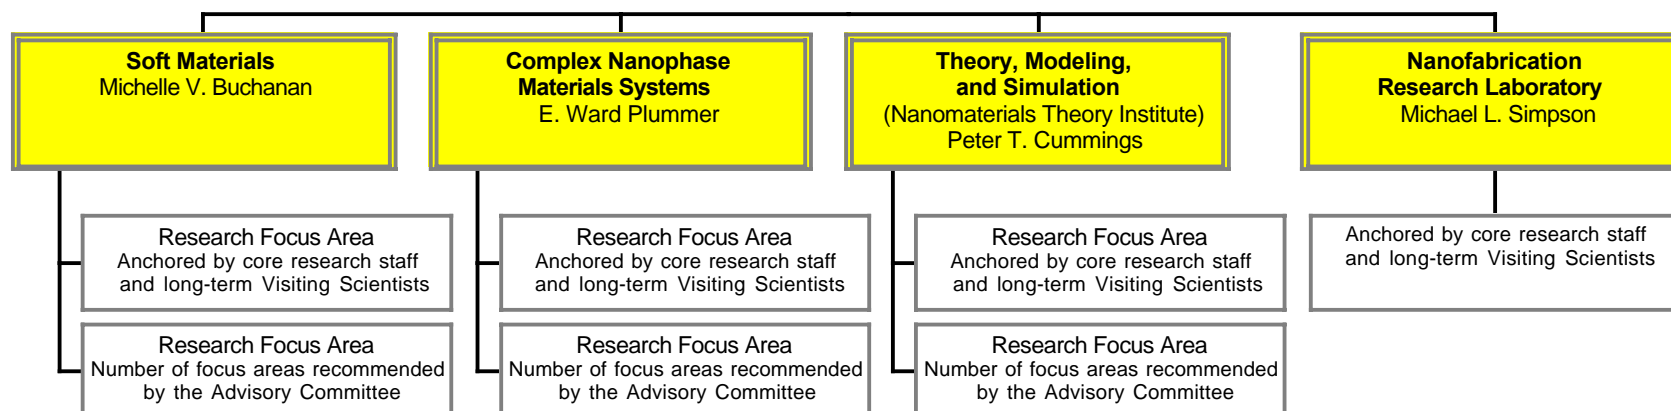 Soft Materials
Michelle V. Buchanan
Complex Nanophase
Materials Systems
E. Ward Plummer
Theory, Modeling,
and Simulation
(Nanomaterials Theory Institute)
Peter T. Cummings
Nanofabrication
Research Laboratory
Michael L. Simpson
Research Focus Area
Anchored by core research staff
and long-term Visiting Scientists
Research Focus Area
Anchored by core research staff
and long-term Visiting Scientists
Research Focus Area
Anchored by core research staff
and long-term Visiting Scientists
Anchored by core research staff
and long-term Visiting Scientists
Research Focus Area
Number of focus areas recommended
by the Advisory Committee
Research Focus Area
Number of focus areas recommended
by the Advisory Committee
Research Focus Area
Number of focus areas recommended
by the Advisory Committee